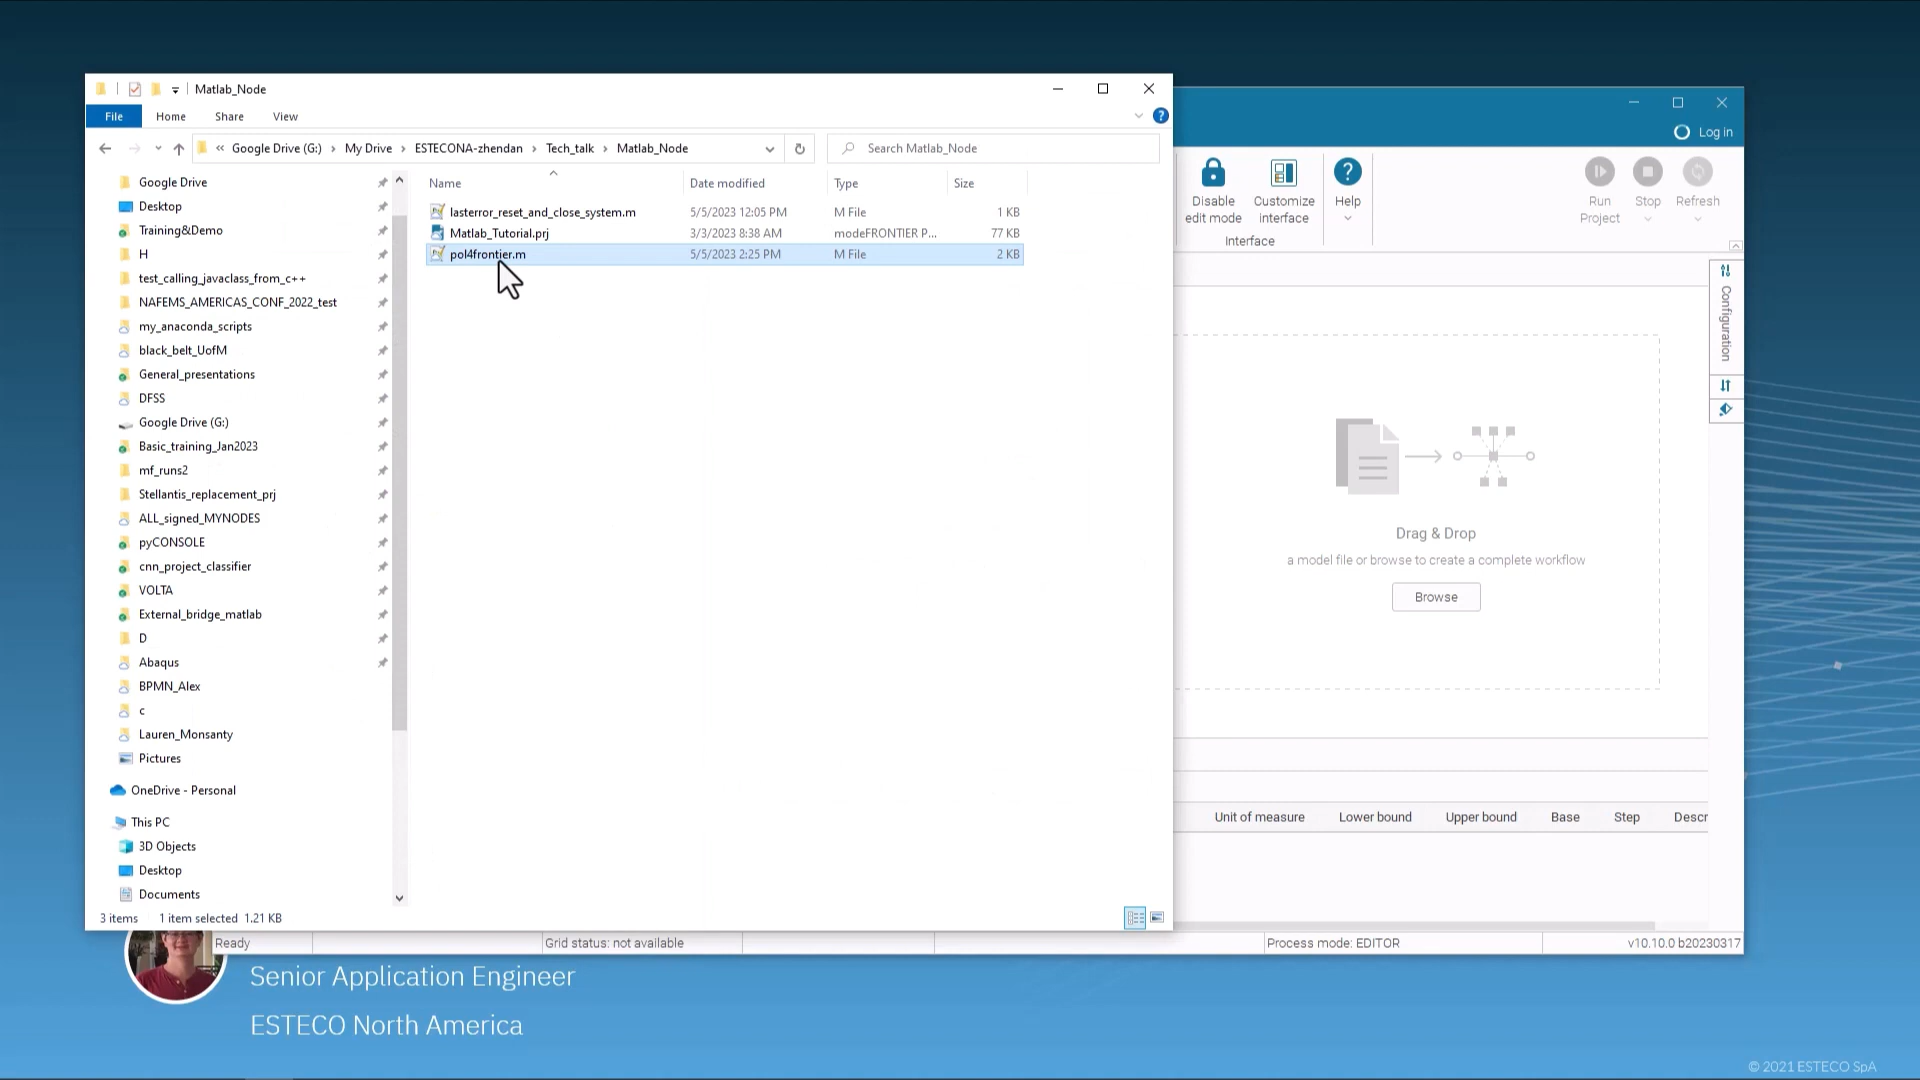 Matlab_Node
File
Home
Share
View
?
« Google Drive (G:) › My Drive › ESTECONA-zhendan › Tech_talk › Matlab_Node
Search Matlab_Node
Name
Date modified
Type
Size
lasterror_reset_and_close_system.m 5/5/2023 12:05 PM M File 1 KB
Matlab_Tutorial.prj 3/3/2023 8:38 AM modeFRONTIER P... 77 KB
pol4frontier.m 5/5/2023 2:25 PM M File 2 KB
Google Drive
Desktop
Training&Demo
H
test_calling_javaclass_from_c++
NAFEMS_AMERICAS_CONF_2022_test
my_anaconda_scripts
black_belt_UofM
General_presentations
DFSS
Google Drive (G:)
Basic_training_Jan2023
mf_runs2
Stellantis_replacement_prj
ALL_signed_MYNODES
pyCONSOLE
cnn_project_classifier
VOLTA
External_bridge_matlab
D
Abaqus
BPMN_Alex
c
Lauren_Monsanty
Pictures
OneDrive - Personal
This PC
3D Objects
Desktop
Documents
3 items 1 item selected 1.21 KB
Log in
Disable
edit mode
Customize
interface
?
Help
Interface
Run
Project
Stop
Refresh
Configuration
Drag & Drop
a model file or browse to create a complete workflow
Browse
Unit of measure
Lower bound
Upper bound
Base
Step
Descr
Ready
Grid status: not available
Process mode: EDITOR
v10.10.0 b20230317
Senior Application Engineer
ESTECO North America
© 2021 ESTECO SpA